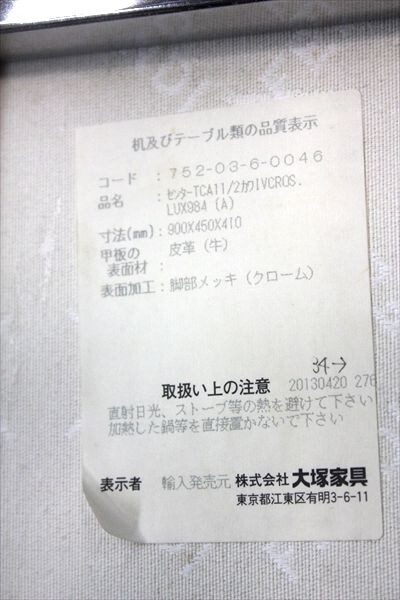 机及びテーブル類の品質表示
コード : 752-03-6-0046
品名 : ｾﾝﾀｰTCA11/2ｶﾜIVCROS.
LUX984 (A)
寸法(mm) : 900X450X410
甲板の 皮革 (牛)
表面材 :
表面加工 : 脚部メッキ (クローム)
34→
取扱い上の注意 20130420 276
直射日光、ストーブ等の熱を避けて下さい
加熱した鍋等を直接置かないで下さい
表示者 輸入発売元 株式会社 大塚家具
東京都江東区有明3-6-11